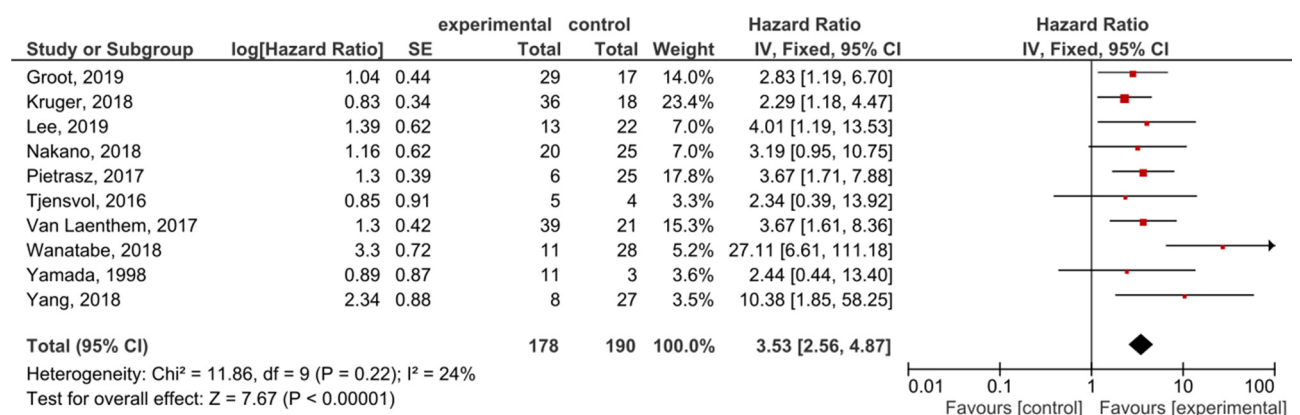 experimental control Hazard Ratio Hazard Ratio
Study or Subgroup log[Hazard Ratio] SE Total Total Weight IV, Fixed, 95% CI IV, Fixed, 95% CI
Groot, 2019 1.04 0.44 29 17 14.0% 2.83 [1.19, 6.70]
Kruger, 2018 0.83 0.34 36 18 23.4% 2.29 [1.18, 4.47]
Lee, 2019 1.39 0.62 13 22 7.0% 4.01 [1.19, 13.53]
Nakano, 2018 1.16 0.62 20 25 7.0% 3.19 [0.95, 10.75]
Pietrasz, 2017 1.3 0.39 6 25 17.8% 3.67 [1.71, 7.88]
Tjensvol, 2016 0.85 0.91 5 4 3.3% 2.34 [0.39, 13.92]
Van Laenthem, 2017 1.3 0.42 39 21 15.3% 3.67 [1.61, 8.36]
Wanatabe, 2018 3.3 0.72 11 28 5.2% 27.11 [6.61, 111.18]
Yamada, 1998 0.89 0.87 11 3 3.6% 2.44 [0.44, 13.40]
Yang, 2018 2.34 0.88 8 27 3.5% 10.38 [1.85, 58.25]
Total (95% CI) 178 190 100.0% 3.53 [2.56, 4.87]
Heterogeneity: Chi² = 11.86, df = 9 (P = 0.22); I² = 24%
Test for overall effect: Z = 7.67 (P < 0.00001)
0.01 0.1 1 10 100
Favours [control] Favours [experimental]